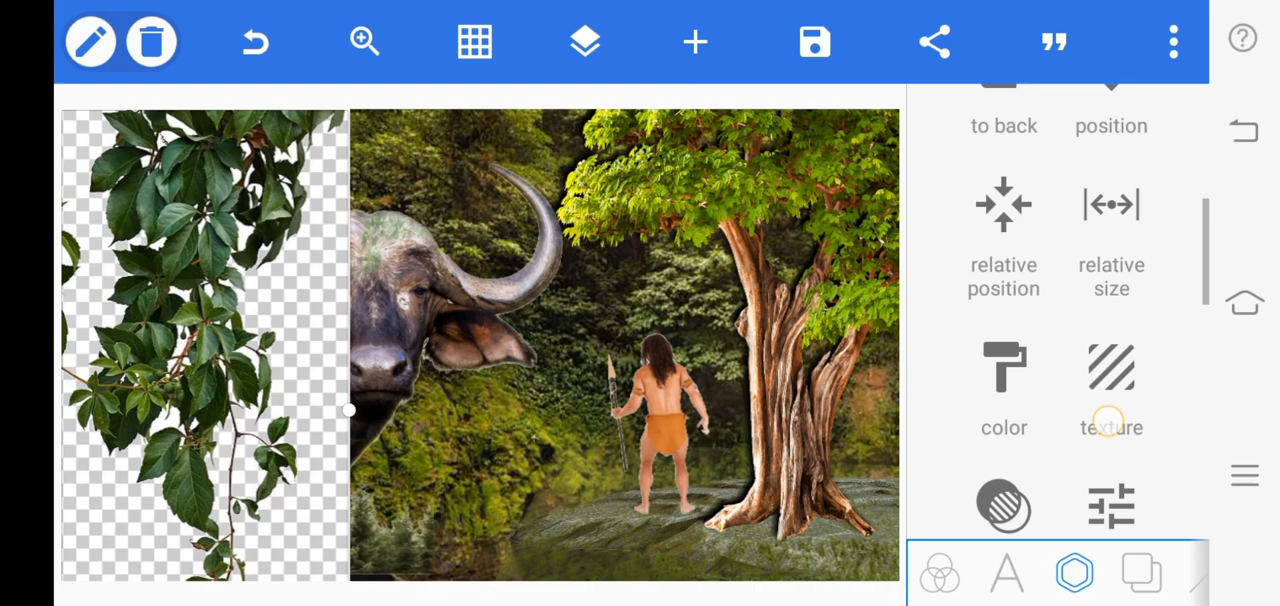 to back
position
relative
position
relative
size
color
texture